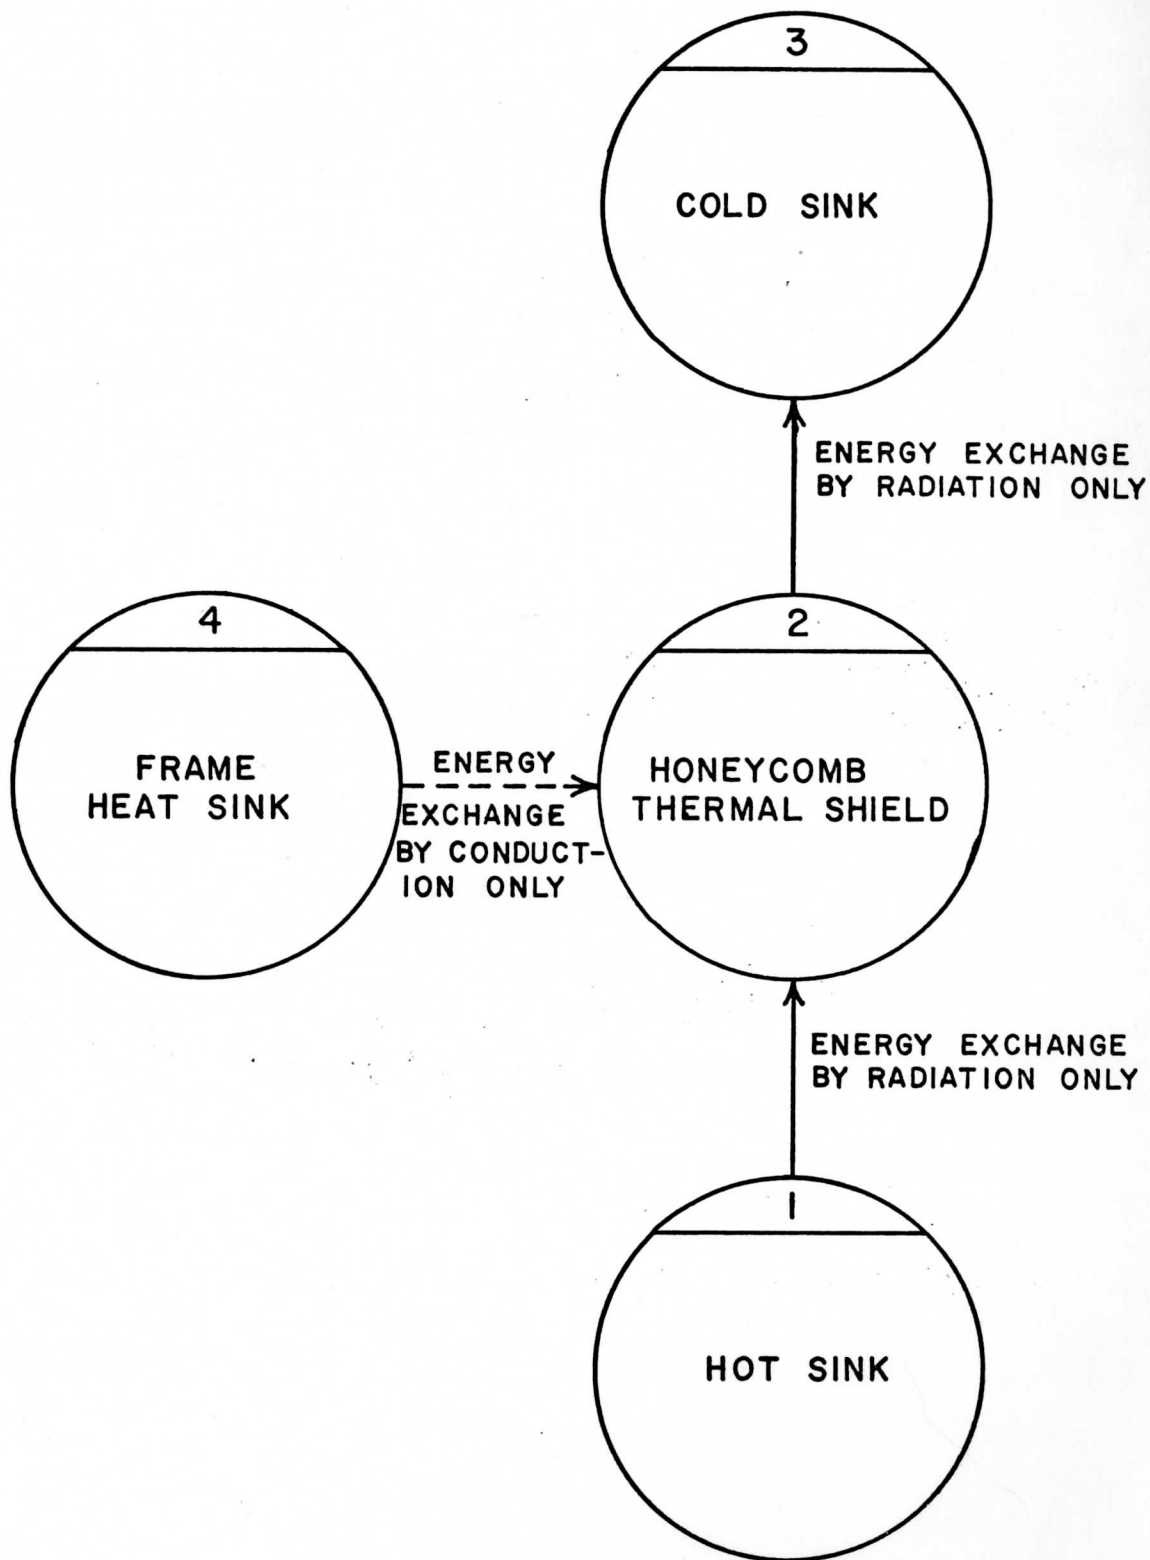 3
COLD SINK
ENERGY EXCHANGE
BY RADIATION ONLY
4
FRAME
HEAT SINK
ENERGY
EXCHANGE
BY CONDUCT-
ION ONLY
2
HONEYCOMB
THERMAL SHIELD
ENERGY EXCHANGE
BY RADIATION ONLY
1
HOT SINK